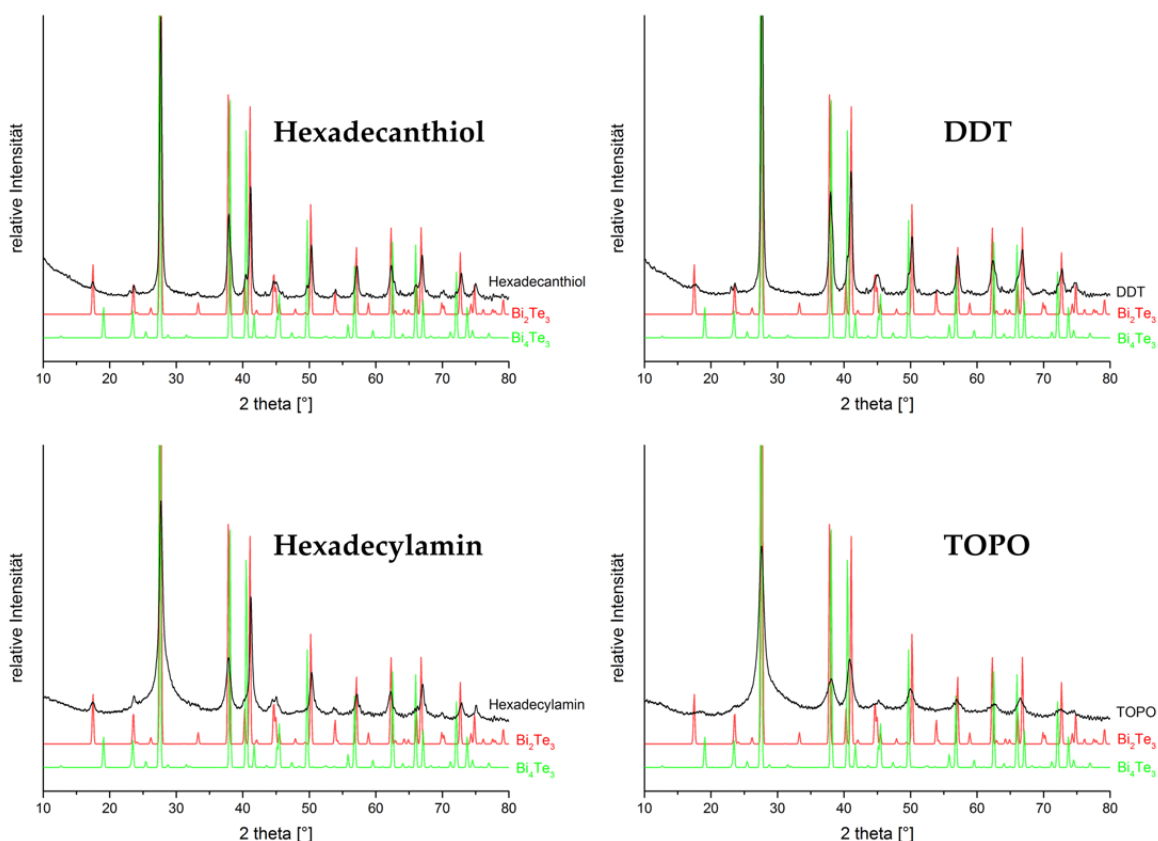 relative Intensität
Hexadecanthiol
Hexadecanthiol
Bi₂Te₃
Bi₄Te₃
10 20 30 40 50 60 70 80
2 theta [°]
relative Intensität
DDT
DDT
Bi₂Te₃
Bi₄Te₃
10 20 30 40 50 60 70 80
2 theta [°]
relative Intensität
Hexadecylamin
Hexadecylamin
Bi₂Te₃
Bi₄Te₃
10 20 30 40 50 60 70 80
2 theta [°]
relative Intensität
TOPO
TOPO
Bi₂Te₃
Bi₄Te₃
10 20 30 40 50 60 70 80
2 theta [°]